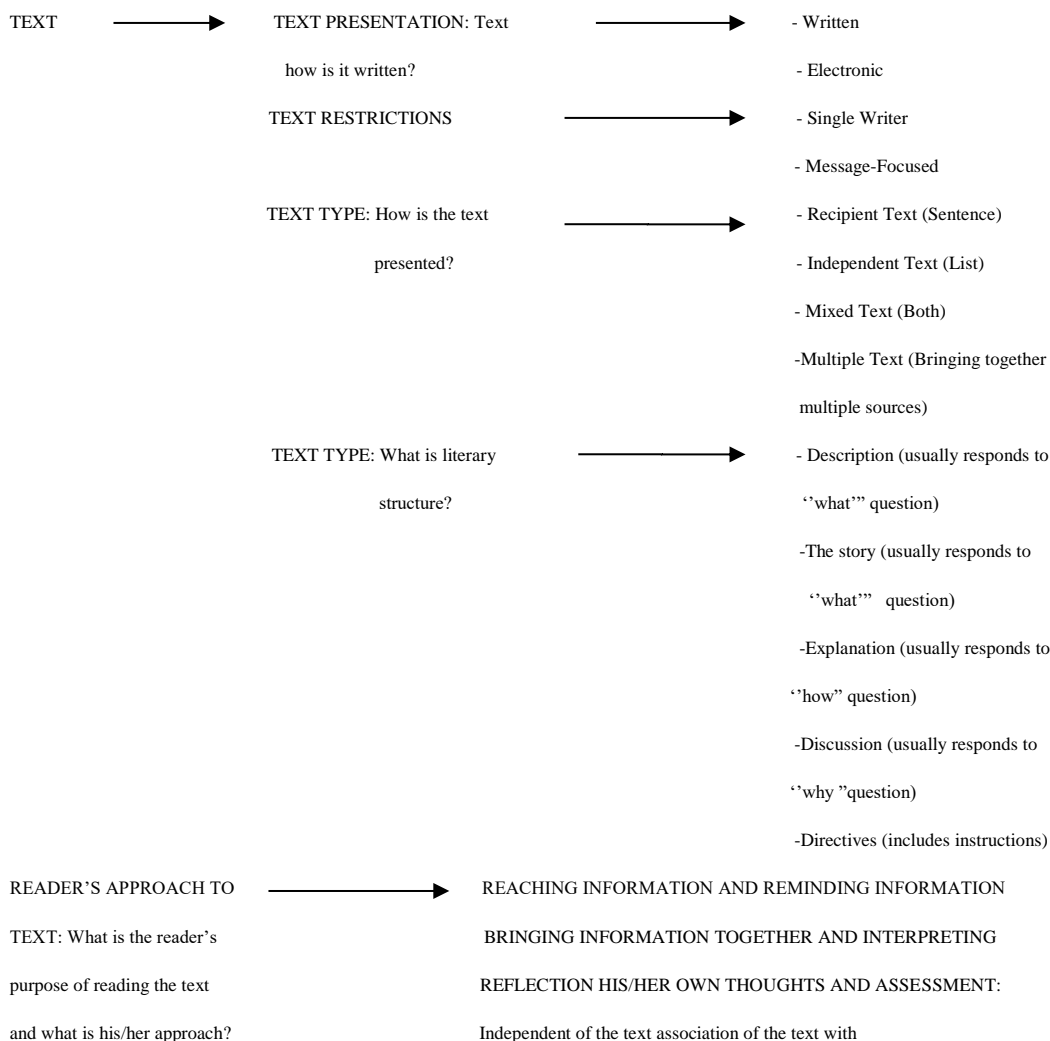 TEXT TEXT PRESENTATION: Text - Written
how is it written? - Electronic
TEXT RESTRICTIONS - Single Writer
- Message-Focused
TEXT TYPE: How is the text - Recipient Text (Sentence)
presented? - Independent Text (List)
- Mixed Text (Both)
-Multiple Text (Bringing together
multiple sources)
TEXT TYPE: What is literary - Description (usually responds to
structure? ‘’what’” question)
-The story (usually responds to
‘’what’” question)
-Explanation (usually responds to
‘’how” question)
-Discussion (usually responds to
‘’why ”question)
-Directives (includes instructions)
READER’S APPROACH TO REACHING INFORMATION AND REMINDING INFORMATION
TEXT: What is the reader’s BRINGING INFORMATION TOGETHER AND INTERPRETING
purpose of reading the text REFLECTION HIS/HER OWN THOUGHTS AND ASSESSMENT:
and what is his/her approach? Independent of the text association of the text with